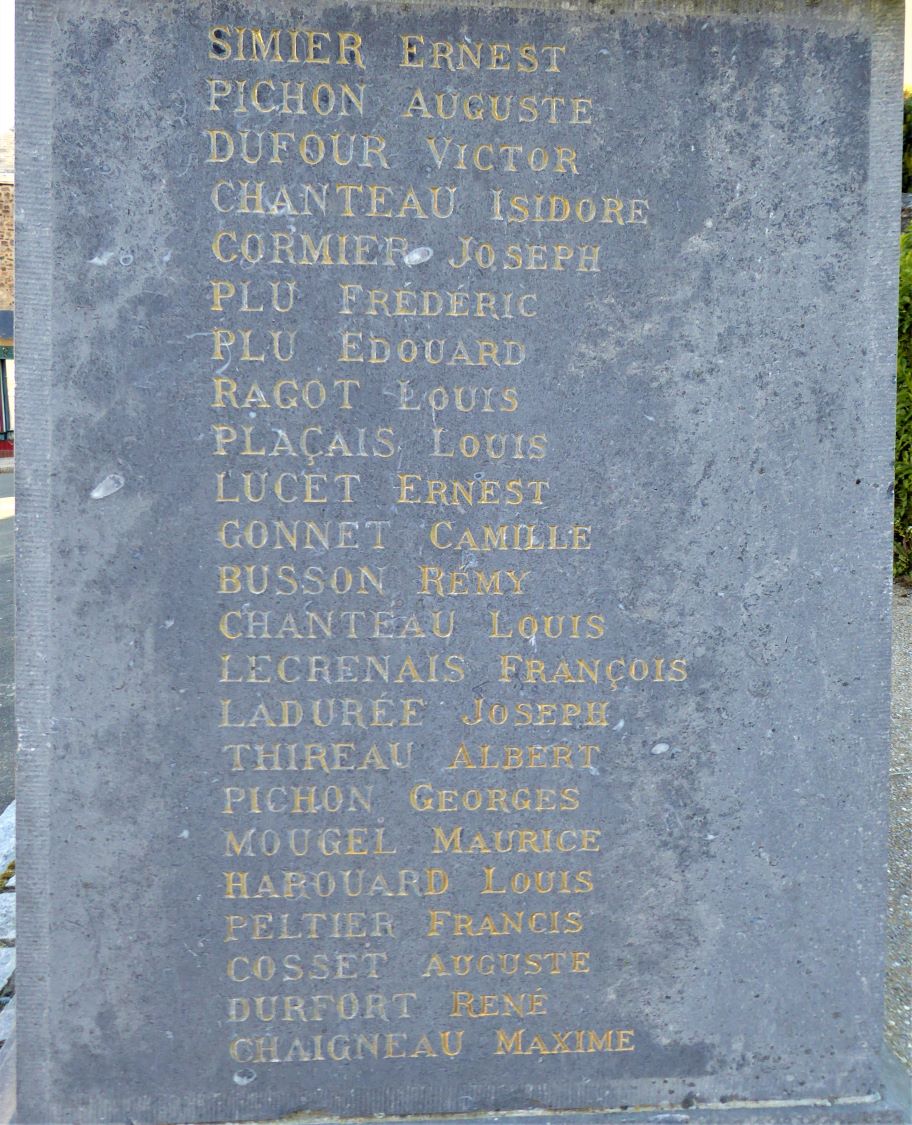 SIMIER ERNEST
PICHON AUGUSTE
DUFOUR VICTOR
CHANTEAU ISIDORE
CORMIER JOSEPH
PLU FRÉDÉRIC
PLU EDOUARD
RAGOT LOUIS
PLAÇAIS LOUIS
LUCET ERNEST
GONNET CAMILLE
BUSSON RÉMY
CHANTEAU LOUIS
LECRENAIS FRANÇOIS
LADURÉE JOSEPH
THIREAU ALBERT
PICHON GEORGES
MOUGEL MAURICE
HAROUARD LOUIS
PELTIER FRANCIS
COSSET AUGUSTE
DURFORT RENÉ
CHAIGNEAU MAXIME